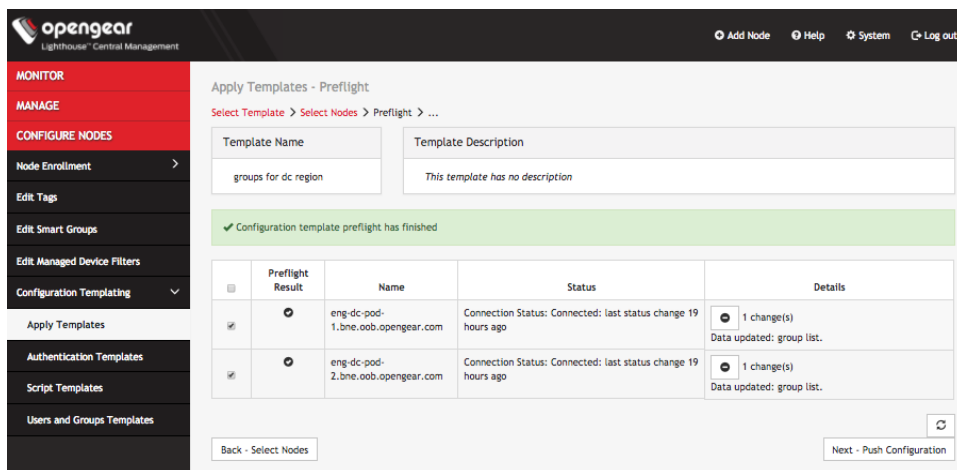 opengear
Lighthouse™ Central Management
Add Node
Help
System
Log out
MONITOR
MANAGE
CONFIGURE NODES
Node Enrollment
Edit Tags
Edit Smart Groups
Edit Managed Device Filters
Configuration Templating
Apply Templates
Authentication Templates
Script Templates
Users and Groups Templates
Apply Templates - Preflight
Select Template > Select Nodes > Preflight > ...
Template Name
Template Description
groups for dc region
This template has no description
Configuration template preflight has finished
Preflight
Result
Name
Status
Details
eng-dc-pod-
1.bne.oob.opengear.com
Connection Status: Connected: last status change 19
hours ago
1 change(s)
Data updated: group list.
eng-dc-pod-
2.bne.oob.opengear.com
Connection Status: Connected: last status change 19
hours ago
1 change(s)
Data updated: group list.
Back - Select Nodes
Next - Push Configuration